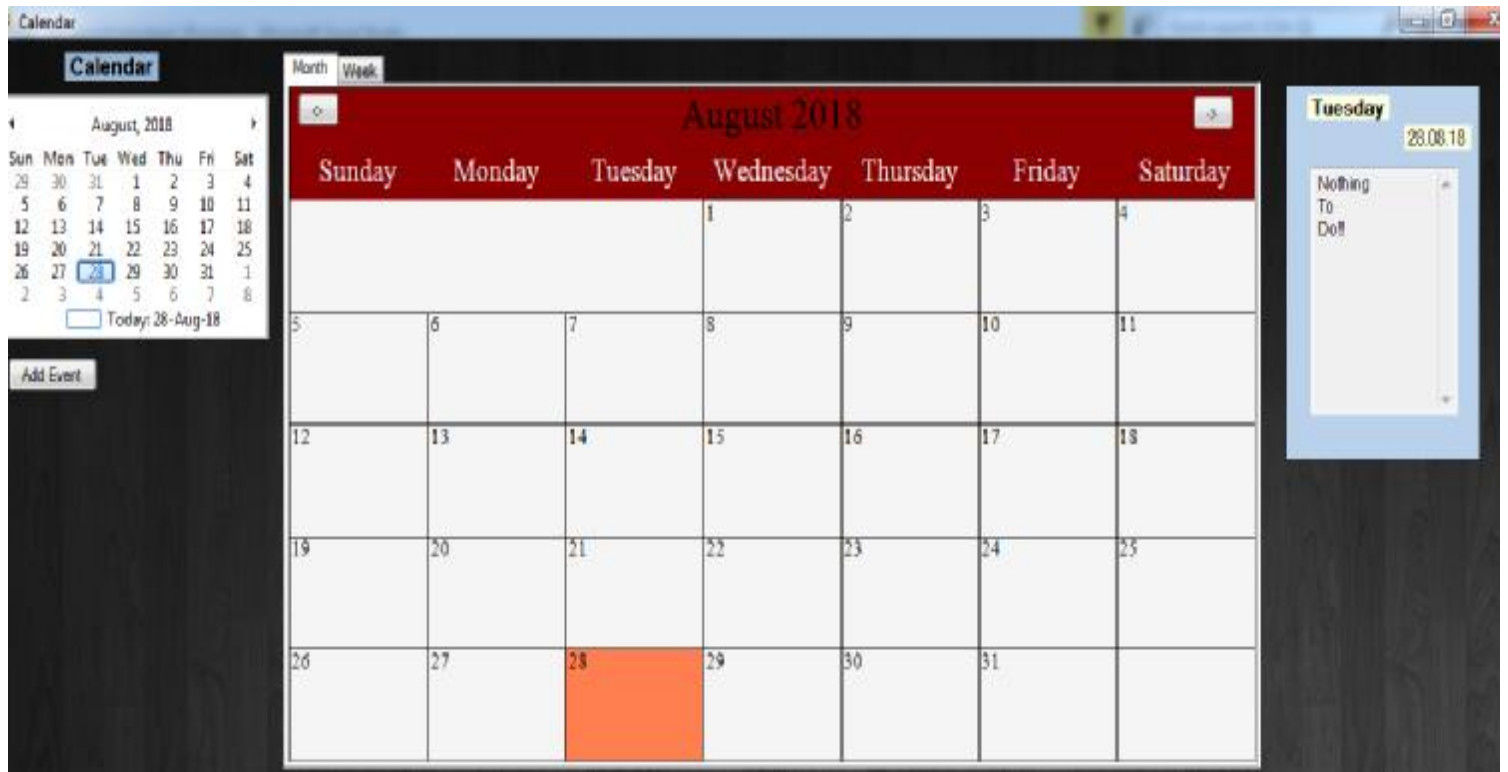 Calendar
Calendar
August, 2018
Sun Mon Tue Wed Thu Fri Sat
29 30 31 1 2 3 4
5 6 7 8 9 10 11
12 13 14 15 16 17 18
19 20 21 22 23 24 25
26 27 28 29 30 31 1
2 3 4 5 6 7 8
Today: 28-Aug-18
Add Event
Month Week
August 2018
Sunday Monday Tuesday Wednesday Thursday Friday Saturday
1 2 3 4
5 6 7 8 9 10 11
12 13 14 15 16 17 18
19 20 21 22 23 24 25
26 27 28 29 30 31
Tuesday
28.08.18
Nothing
To
Do!!